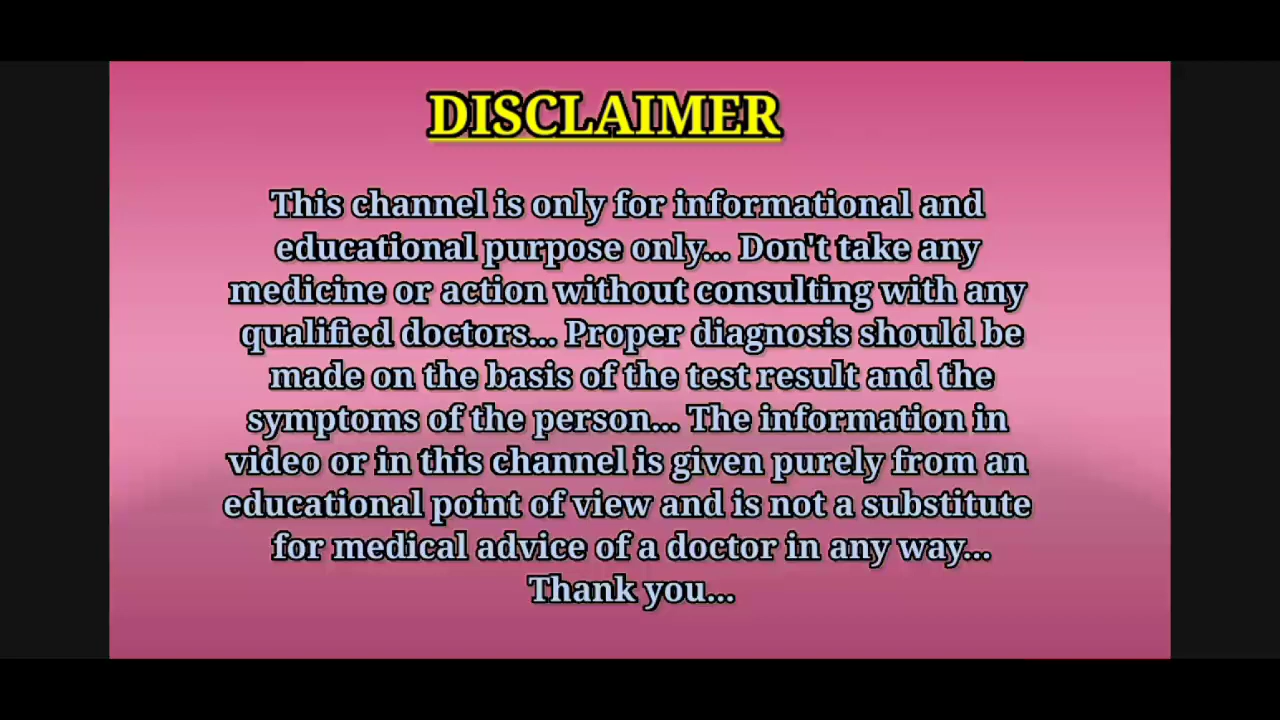 DISCLAIMER
This channel is only for informational and
educational purpose only... Don't take any
medicine or action without consulting with any
qualified doctors... Proper diagnosis should be
made on the basis of the test result and the
symptoms of the person... The information in
video or in this channel is given purely from an
educational point of view and is not a substitute
for medical advice of a doctor in any way...
Thank you...